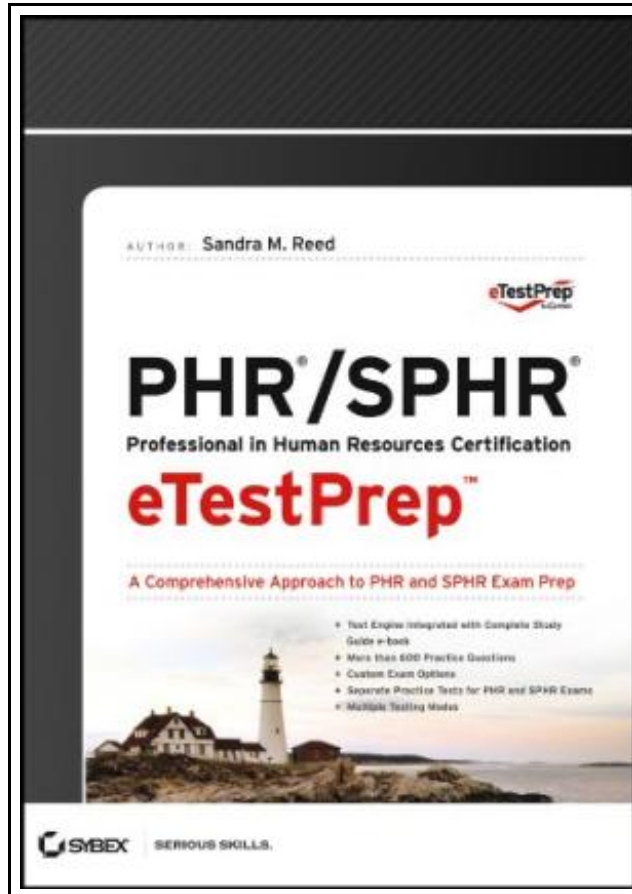 AUTHOR: Sandra M. Reed
eTestPrep
PHR®/SPHR®
Professional in Human Resources Certification
eTestPrep™
A Comprehensive Approach to PHR and SPHR Exam Prep
• Test Engine Integrated with Complete Study
Guide e-book
• More than 600 Practice Questions
• Custom Exam Options
• Separate Practice Tests for PHR and SPHR Exams
• Multiple Testing Modes
SYBEX SERIOUS SKILLS.